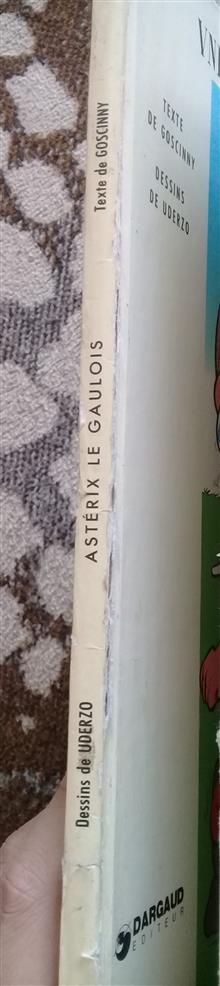 Dessins de UDERZO
ASTÉRIX LE GAULOIS
Texte de GOSCINNY
TEXTE
DE GOSCINNY
DESSINS
DE UDERZO
DARGAUD
EDITEUR